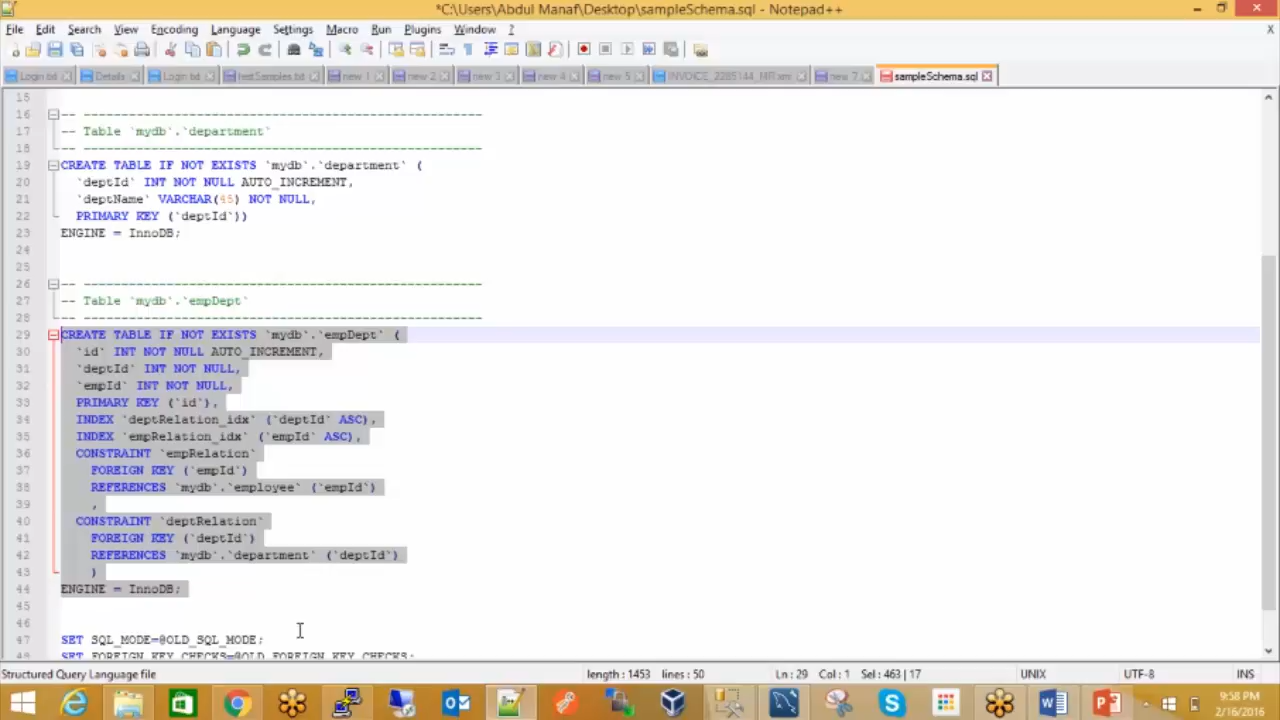 *C:\Users\Abdul Manaf\Desktop\sampleSchema.sql - Notepad++
File Edit Search View Encoding Language Settings Macro Run Plugins Window ? X
Login.txt Details Login.txt testSamples.txt new 1 new 2 new 3 new 4 new 5 INVOICE_2285144_MR.xml new 7 sampleSchema.sql
15
16 -- -----------------------------------------------------
17 -- Table `mydb`.`department`
18 -- -----------------------------------------------------
19 CREATE TABLE IF NOT EXISTS `mydb`.`department` (
20 `deptId` INT NOT NULL AUTO_INCREMENT,
21 `deptName` VARCHAR(45) NOT NULL,
22 PRIMARY KEY (`deptId`))
23 ENGINE = InnoDB;
24
25
26 -- -----------------------------------------------------
27 -- Table `mydb`.`empDept`
28 -- -----------------------------------------------------
29 CREATE TABLE IF NOT EXISTS `mydb`.`empDept` (
30 `id` INT NOT NULL AUTO_INCREMENT,
31 `deptId` INT NOT NULL,
32 `empId` INT NOT NULL,
33 PRIMARY KEY (`id`),
34 INDEX `deptRelation_idx` (`deptId` ASC),
35 INDEX `empRelation_idx` (`empId` ASC),
36 CONSTRAINT `empRelation`
37 FOREIGN KEY (`empId`)
38 REFERENCES `mydb`.`employee` (`empId`)
39 ,
40 CONSTRAINT `deptRelation`
41 FOREIGN KEY (`deptId`)
42 REFERENCES `mydb`.`department` (`deptId`)
43 )
44 ENGINE = InnoDB;
45
46
47 SET SQL_MODE=@OLD_SQL_MODE;
48 SET FOREIGN_KEY_CHECKS=@OLD_FOREIGN_KEY_CHECKS;
Structured Query Language file length : 1453 lines : 50 Ln : 29 Col : 1 Sel : 463 | 17 UNIX UTF-8 INS
9:58 PM
2/16/2016